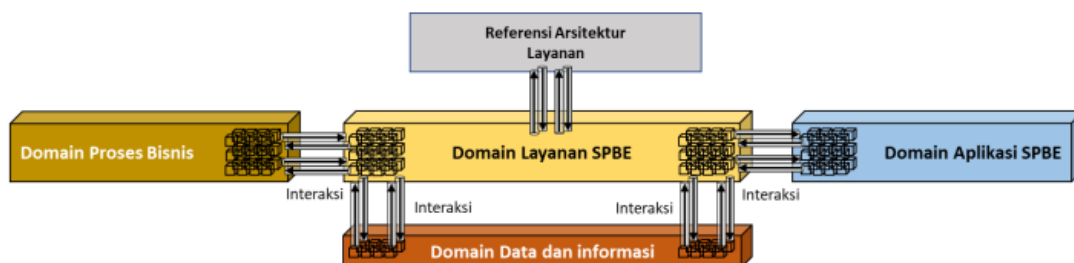 Referensi Arsitektur
Layanan
Domain Proses Bisnis
Domain Layanan SPBE
Domain Aplikasi SPBE
Interaksi
Interaksi
Interaksi
Interaksi
Domain Data dan informasi